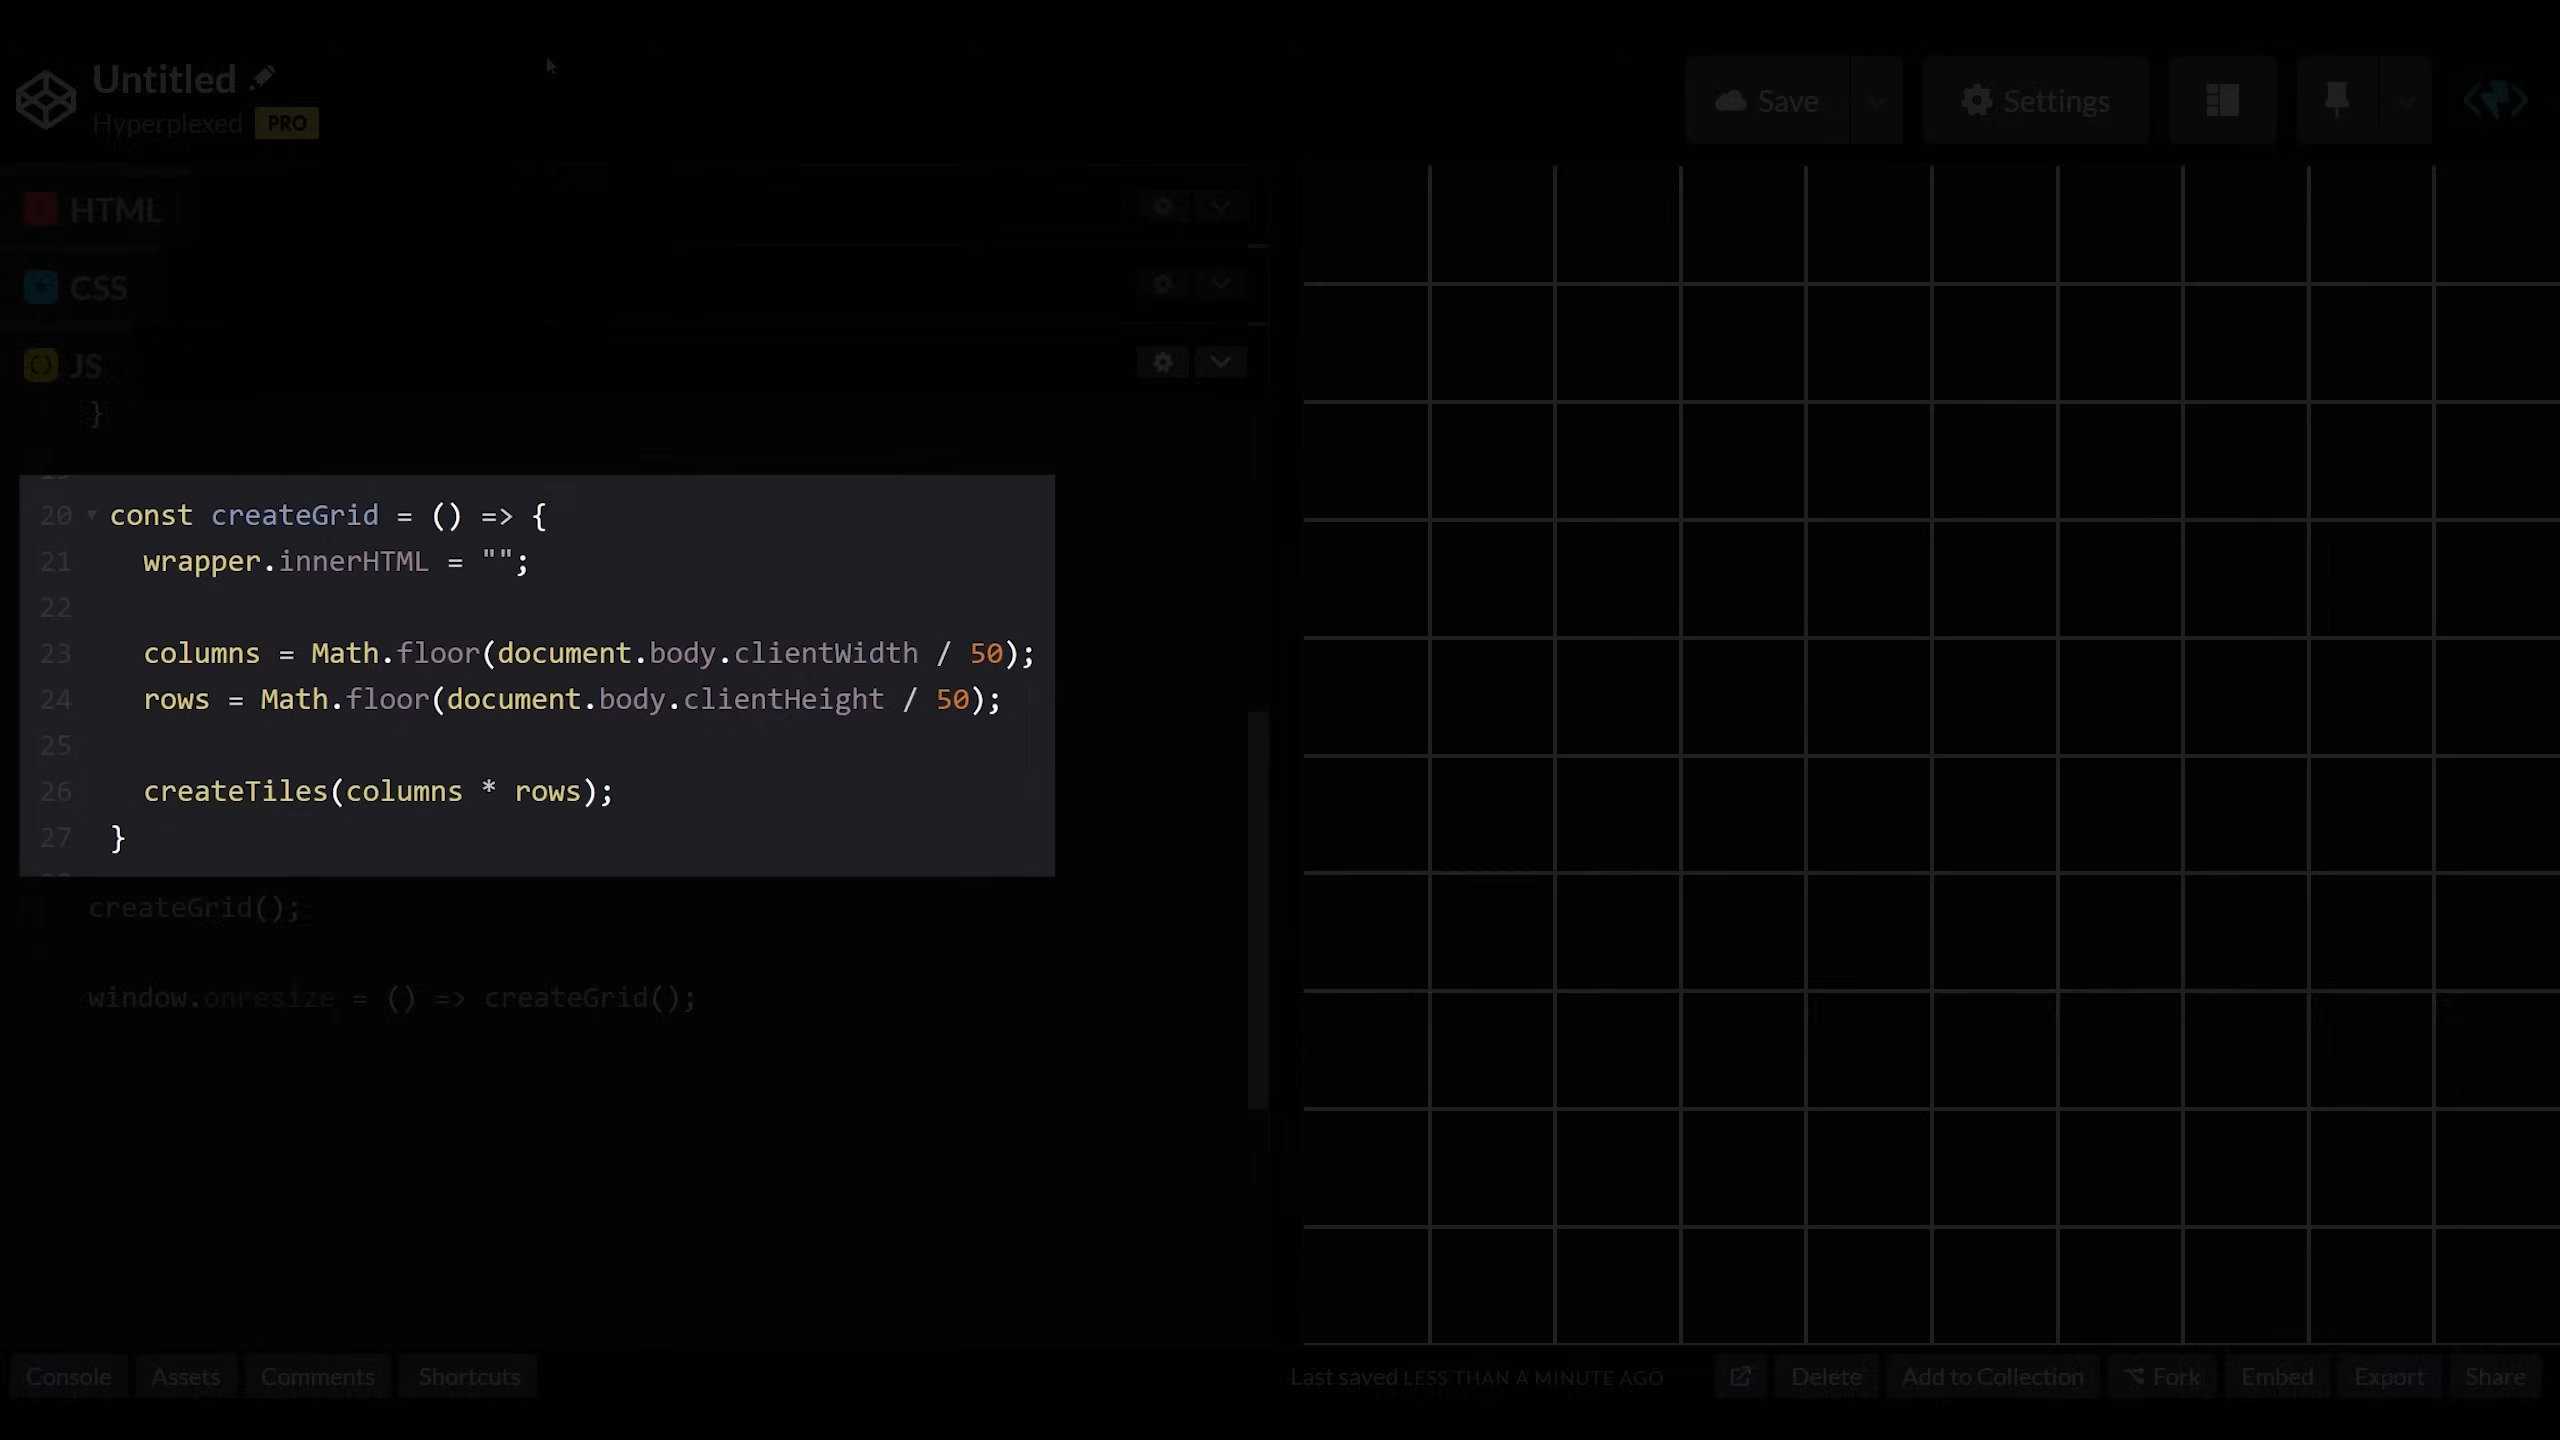 Untitled
Hyperplexed PRO
Save
Settings
HTML
CSS
JS
}
19
20 const createGrid = () => {
21 wrapper.innerHTML = "";
22
23 columns = Math.floor(document.body.clientWidth / 50);
24 rows = Math.floor(document.body.clientHeight / 50);
25
26 createTiles(columns * rows);
27 }
createGrid();
window.onresize = () => createGrid();
Console
Assets
Comments
Shortcuts
Last saved LESS THAN A MINUTE AGO
Delete
Add to Collection
Fork
Embed
Export
Share